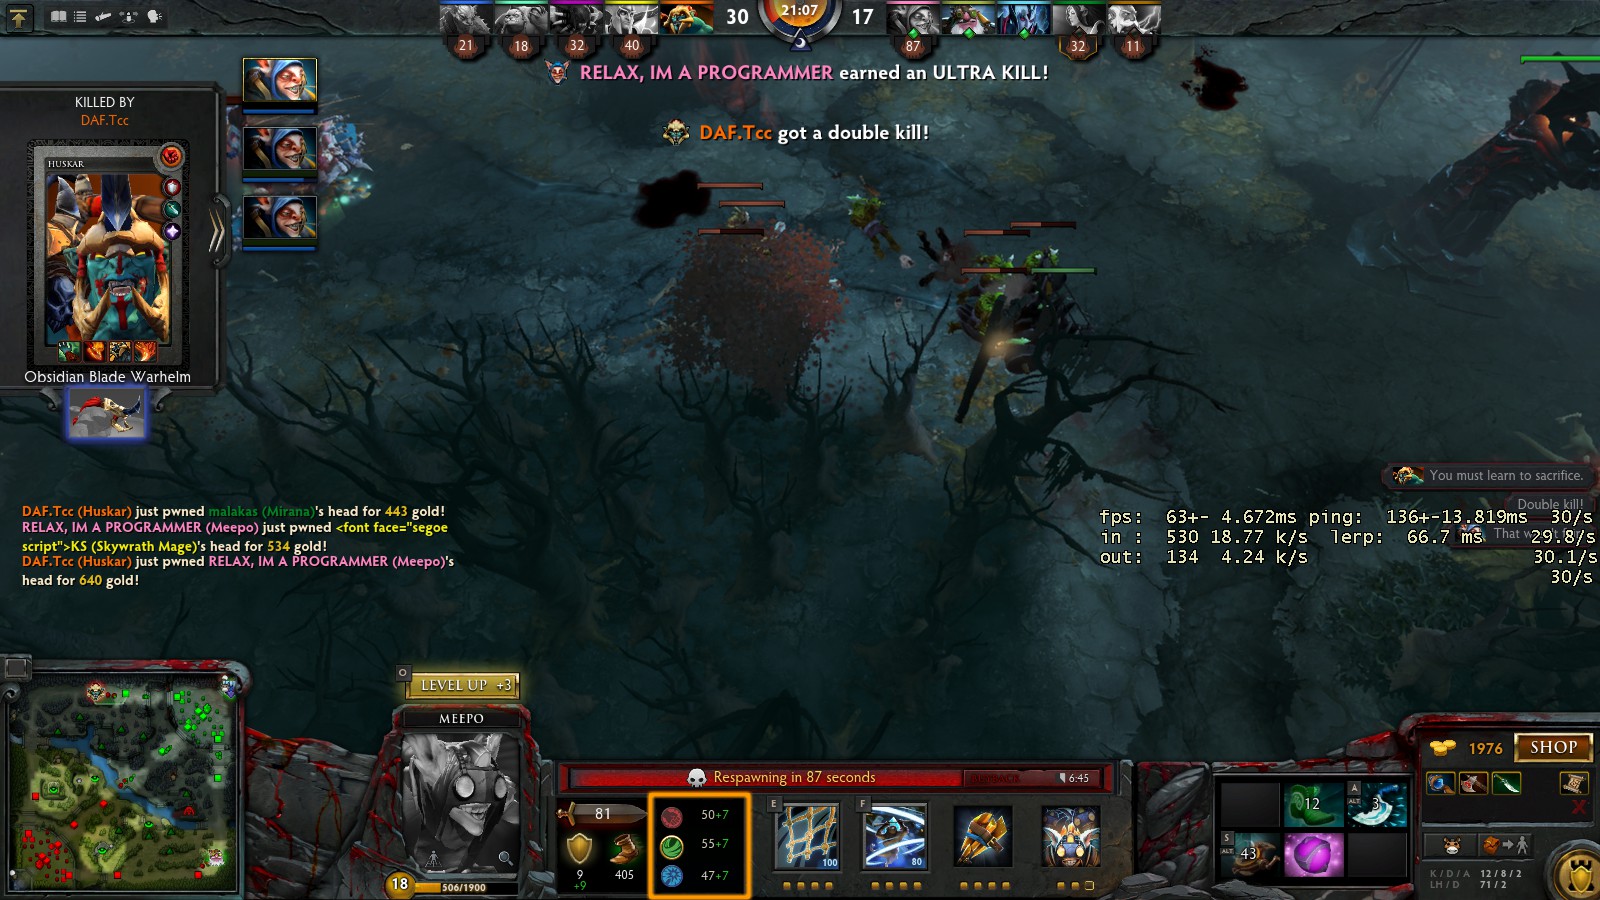 21 18 32 40 30 21:07 17 87 32 11
RELAX, IM A PROGRAMMER earned an ULTRA KILL!
DAF.Tcc got a double kill!
KILLED BY
DAF.Tcc
HUSKAR
Obsidian Blade Warhelm
You must learn to sacrifice.
Double kill!
DAF.Tcc (Huskar) just pwned malakas (Mirana)'s head for 443 gold!
RELAX, IM A PROGRAMMER (Meepo) just pwned <font face="segoe
script">KS (Skywrath Mage)'s head for 534 gold!
DAF.Tcc (Huskar) just pwned RELAX, IM A PROGRAMMER (Meepo)'s
head for 640 gold!
fps: 63+- 4.672ms ping: 136+-13.819ms 30/s
in : 530 18.77 k/s lerp: 66.7 ms 29.8/s
out: 134 4.24 k/s 30.1/s
30/s
That w
O
LEVEL UP +3
MEEPO
18 506/1900
Respawning in 87 seconds
6:45
81
9
+9
405
50+7
55+7
47+7
E
100
F
80
12
A
ALT
3
S
ALT
43
1976 SHOP
K / D / A 12 / 8 / 2
LH / D 71 / 2